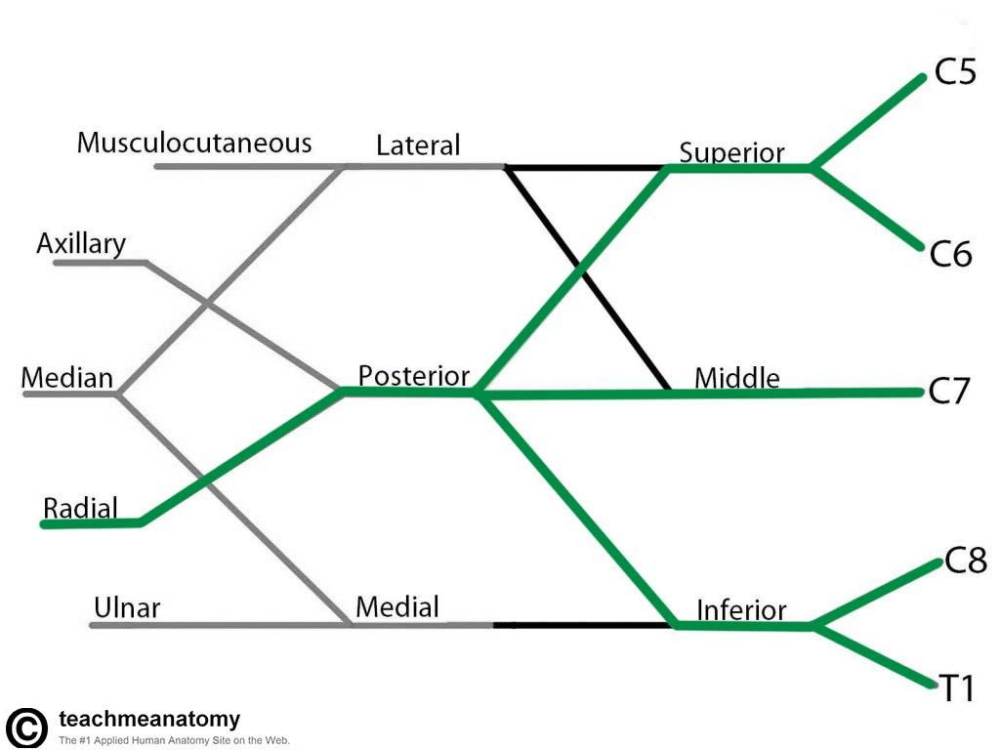 C5
Musculocutaneous
Lateral
Superior
Axillary
C6
Median
Posterior
Middle
C7
Radial
C8
Ulnar
Medial
Inferior
T1
© teachmeanatomy
The #1 Applied Human Anatomy Site on the Web.